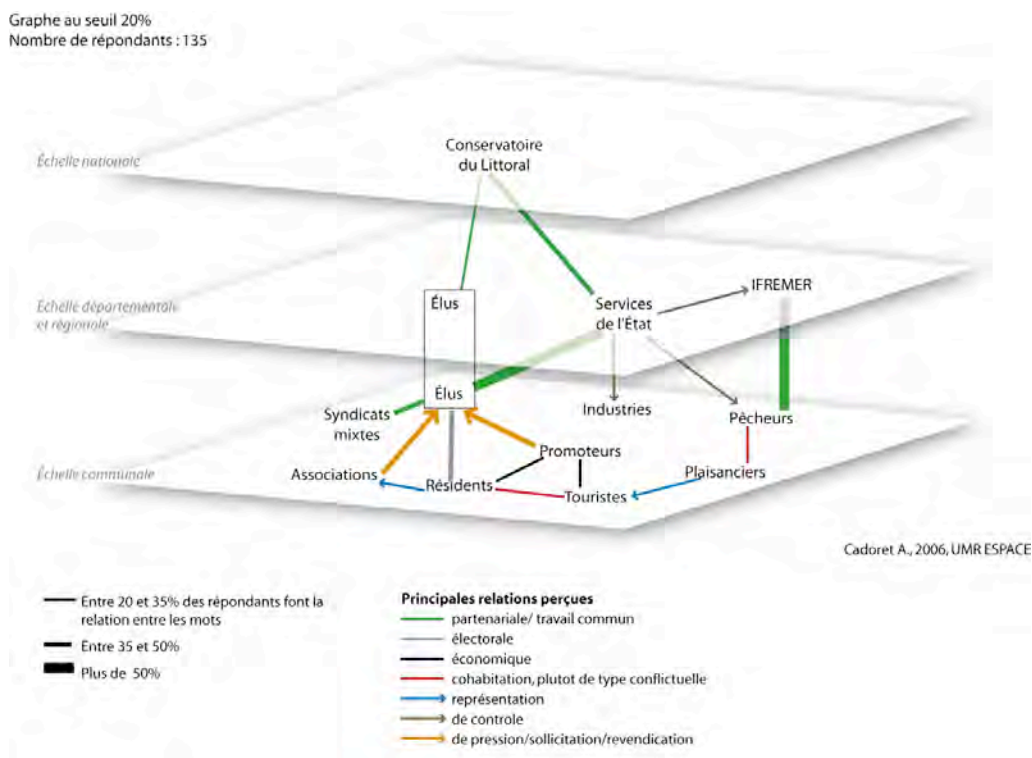 Graphe au seuil 20%
Nombre de répondants : 135
Conservatoire
du Littoral
Échelle nationale
Échelle départementale
et régionale
Élus
Services
de l'État
IFREMER
Élus
Syndicats
mixtes
Industries
Pêcheurs
Promoteurs
Échelle communale
Associations
Résidents
Touristes
Plaisanciers
Cadoret A., 2006, UMR ESPACE
Entre 20 et 35% des répondants font la
relation entre les mots
Entre 35 et 50%
Plus de 50%
Principales relations perçues
partenariale/ travail commun
électorale
économique
cohabitation, plutot de type conflictuelle
représentation
de controle
de pression/sollicitation/revendication